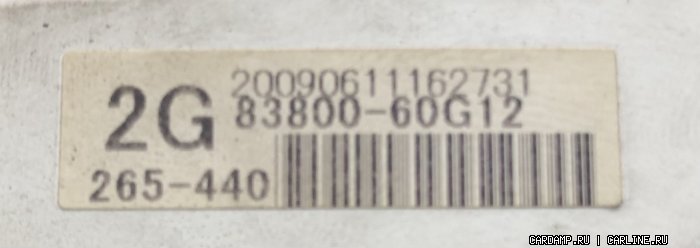 20090611162731
2G 83800-60G12
265-440
CARDAMP.RU | CARLINE.RU